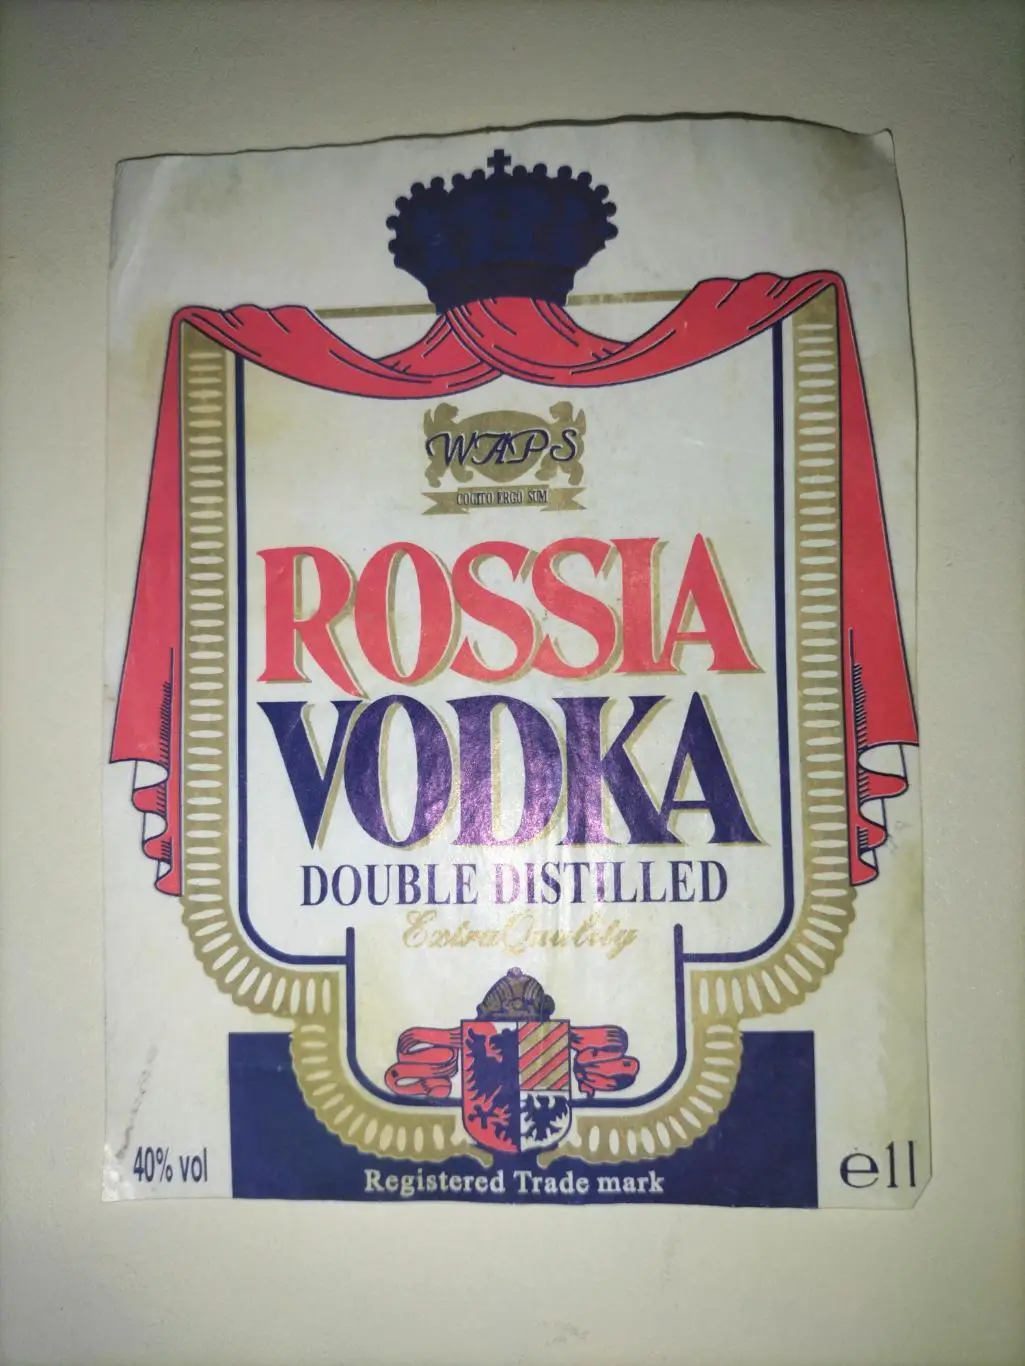 WAPS
COGITO ERGO SUM
ROSSIA
VODKA
DOUBLE DISTILLED
Extra Quality
40% vol
Registered Trade mark
e1l